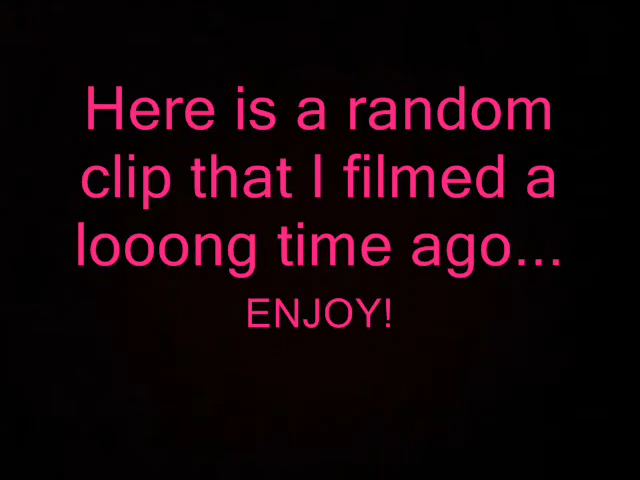 Here is a random
clip that I filmed a
looong time ago...
ENJOY!